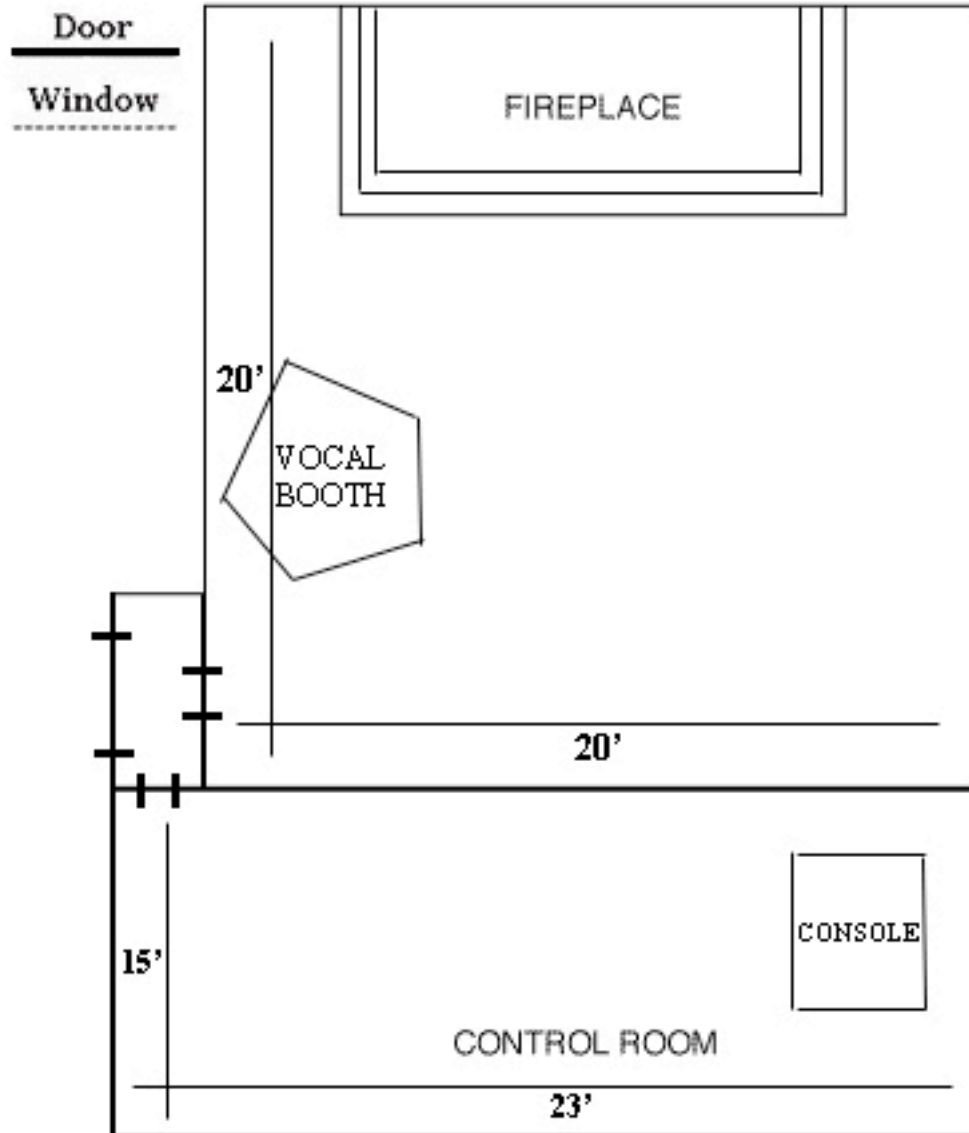 Door
Window
FIREPLACE
20’
VOCAL
BOOTH
20’
CONSOLE
15’
CONTROL ROOM
23’